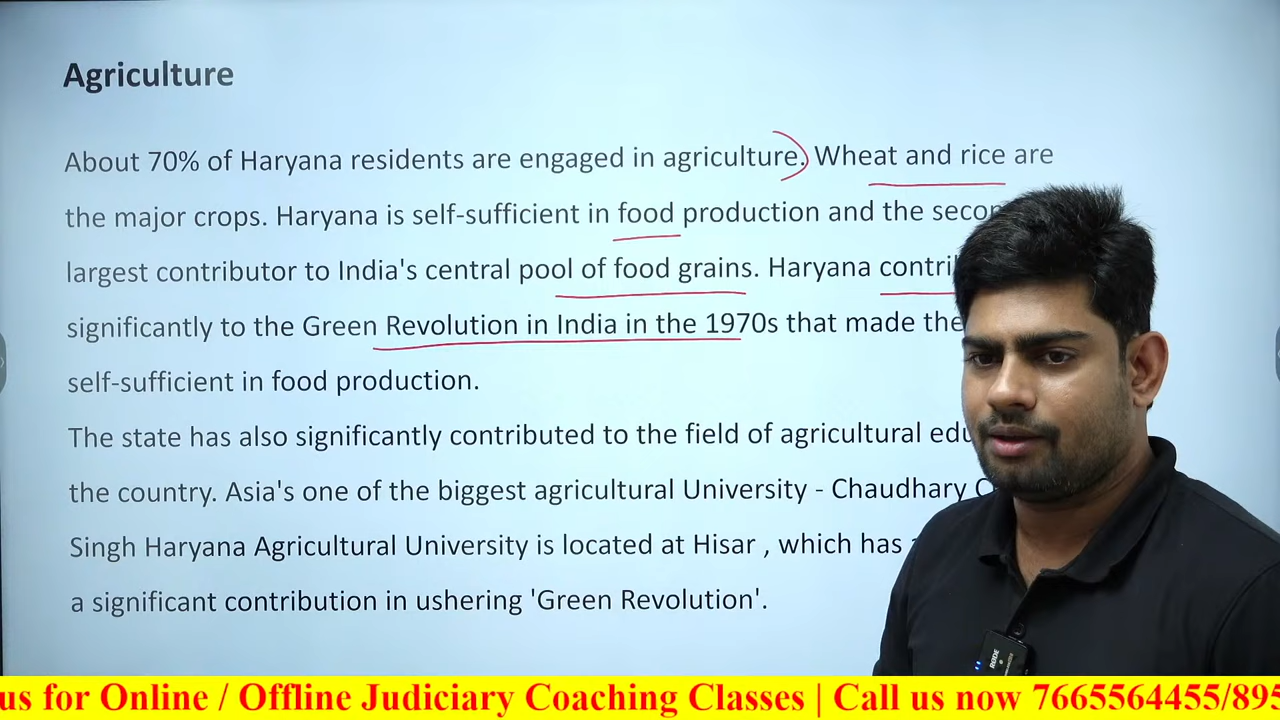 Agriculture
About 70% of Haryana residents are engaged in agriculture. Wheat and rice are
the major crops. Haryana is self-sufficient in food production and the
largest contributor to India's central pool of food grains. Haryana
significantly to the Green Revolution in India in the 1970s that made
self-sufficient in food production.
The state has also significantly contributed to the field of agricultural
the country. Asia's one of the biggest agricultural University - Chaudhary
Singh Haryana Agricultural University is located at Hisar , which has
a significant contribution in ushering 'Green Revolution'.
RODE
us for Online / Offline Judiciary Coaching Classes | Call us now 7665564455/895